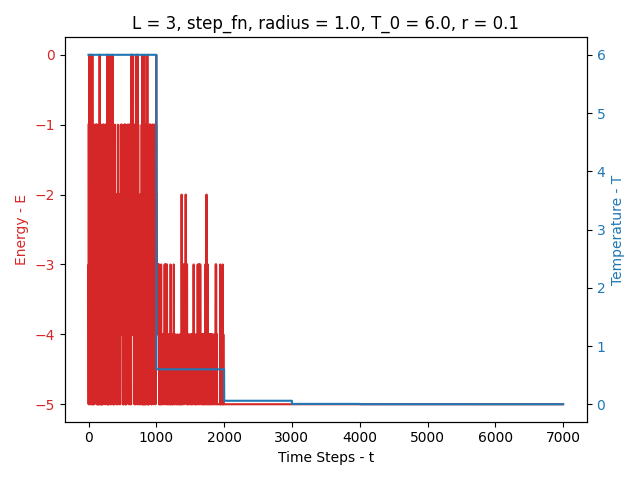 L = 3, step_fn, radius = 1.0, T_0 = 6.0, r = 0.1
Energy - E
0
−1
−2
−3
−4
−5
Temperature - T
6
5
4
3
2
1
0
0 1000 2000 3000 4000 5000 6000 7000
Time Steps - t